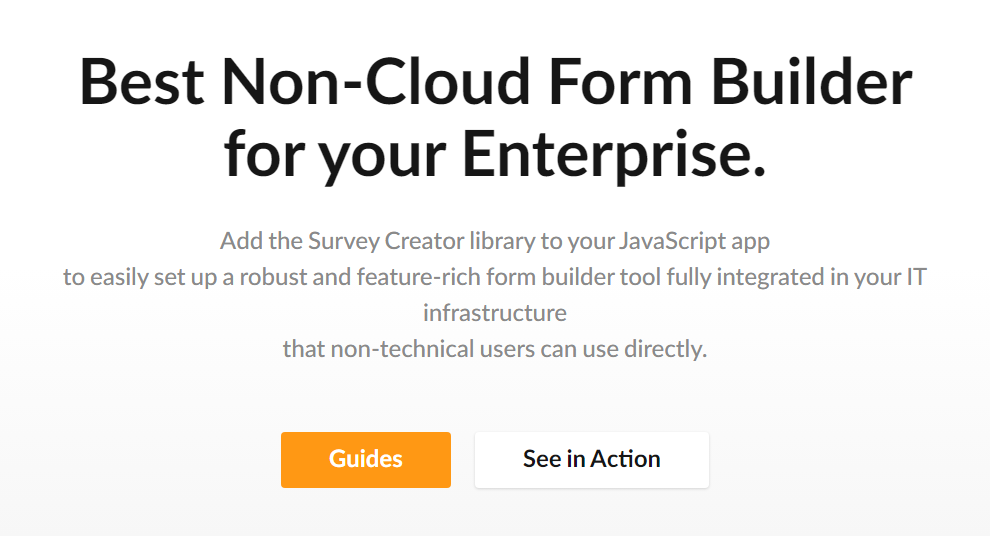 Best Non-Cloud Form Builder
for your Enterprise.
Add the Survey Creator library to your JavaScript app
to easily set up a robust and feature-rich form builder tool fully integrated in your IT
infrastructure
that non-technical users can use directly.
Guides
See in Action